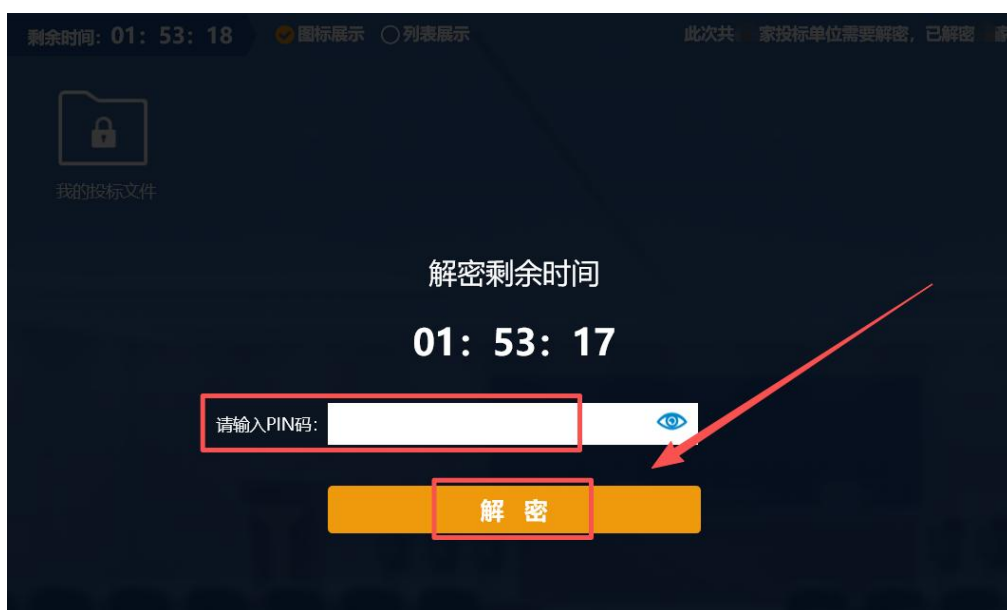 剩余时间: 01: 53: 18 图标展示 列表展示 此次共 家投标单位需要解密, 已解密
我的投标文件
解密剩余时间
01: 53: 17
请输入PIN码:
解 密